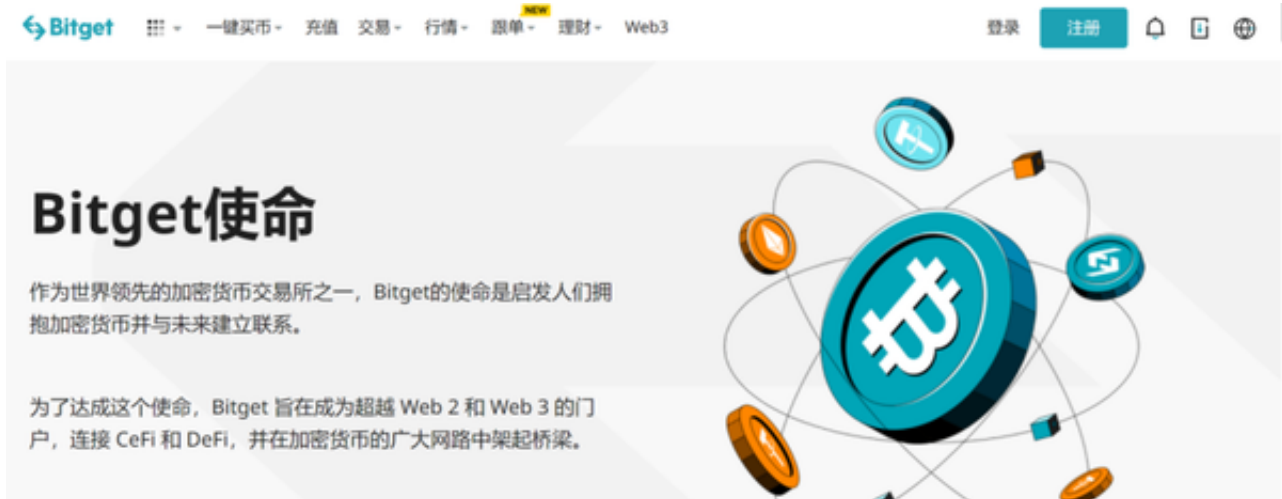 Bitget 一键买币 充值 交易 行情 跟单 NEW 理财 Web3 登录 注册
Bitget使命
作为世界领先的加密货币交易所之一，Bitget的使命是启发人们拥
抱加密货币并与未来建立联系。
为了达成这个使命，Bitget 旨在成为超越 Web 2 和 Web 3 的门
户，连接 CeFi 和 DeFi，并在加密货币的广大网路中架起桥梁。